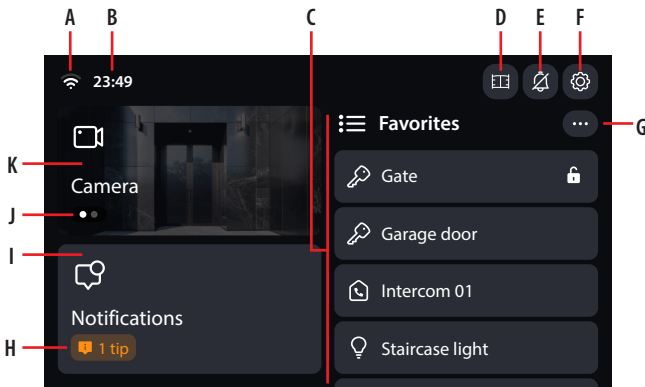 A B C D E F
23:49
Favorites
G
K
Camera
Gate
J
Garage door
I
Intercom 01
Notifications
H
1 tip
Staircase light